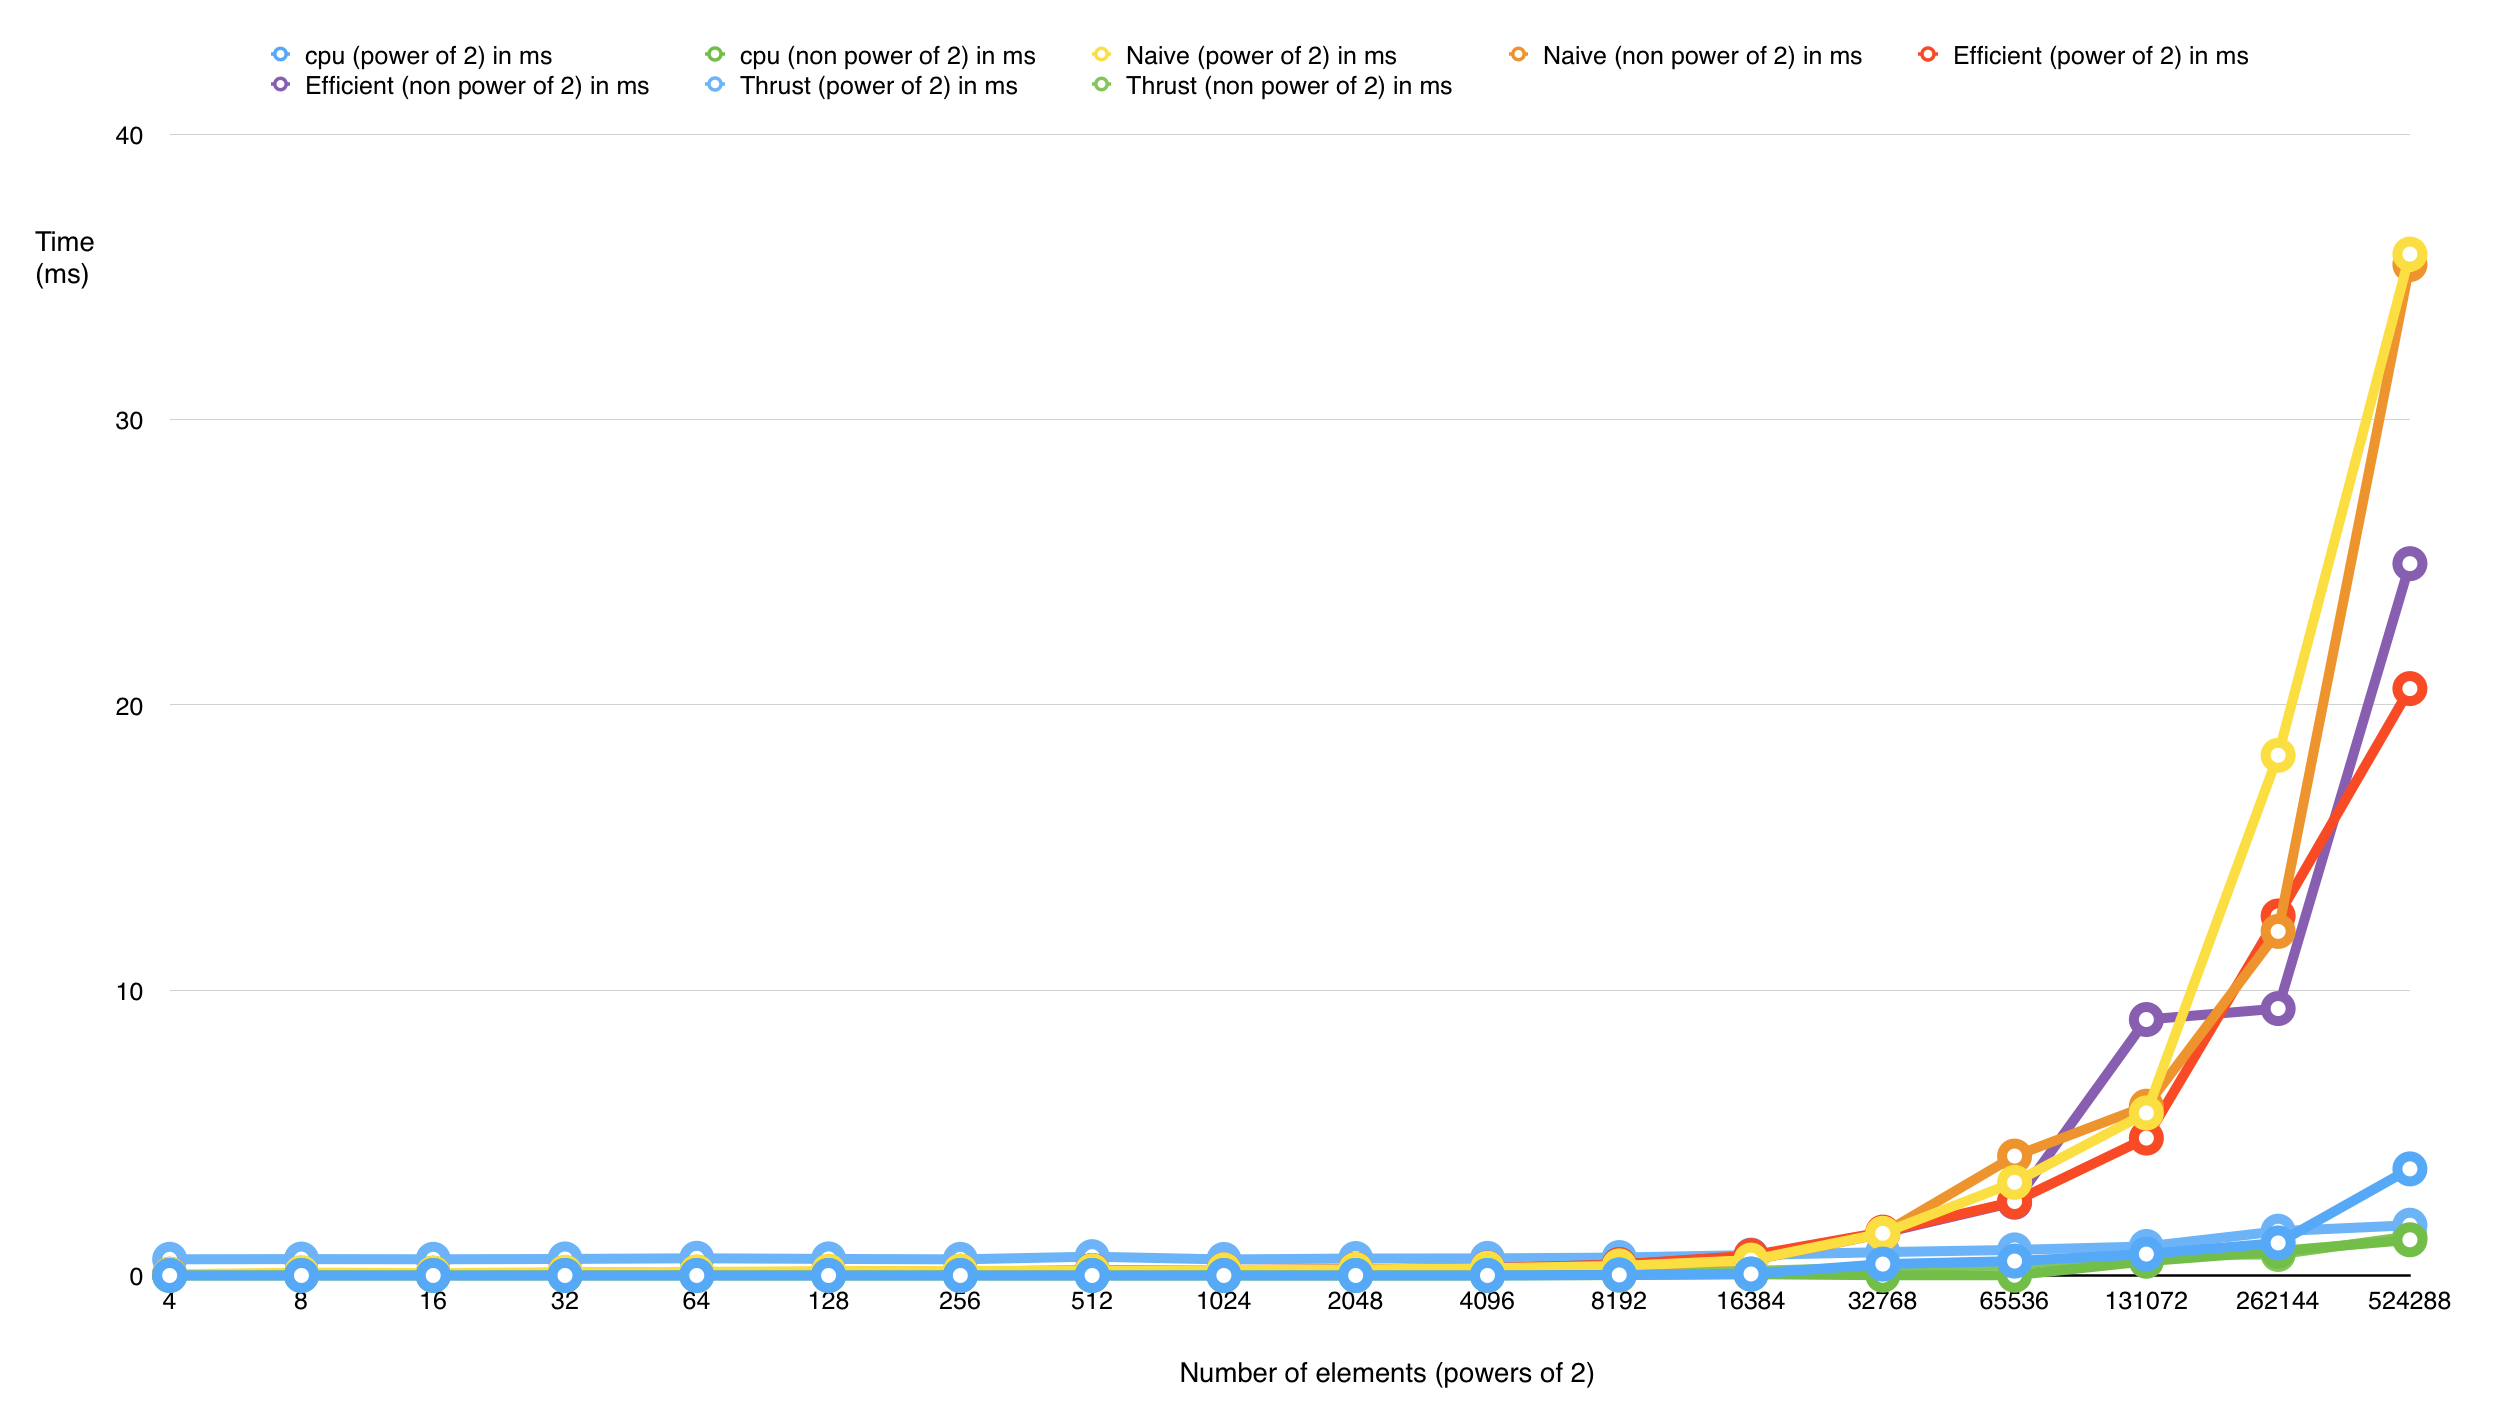 cpu (power of 2) in ms cpu (non power of 2) in ms Naive (power of 2) in ms Naive (non power of 2) in ms Efficient (power of 2) in ms
Efficient (non power of 2) in ms Thrust (power of 2) in ms Thrust (non power of 2) in ms
40
Time
(ms)
30
20
10
0
4 8 16 32 64 128 256 512 1024 2048 4096 8192 16384 32768 65536 131072 262144 524288
Number of elements (powers of 2)